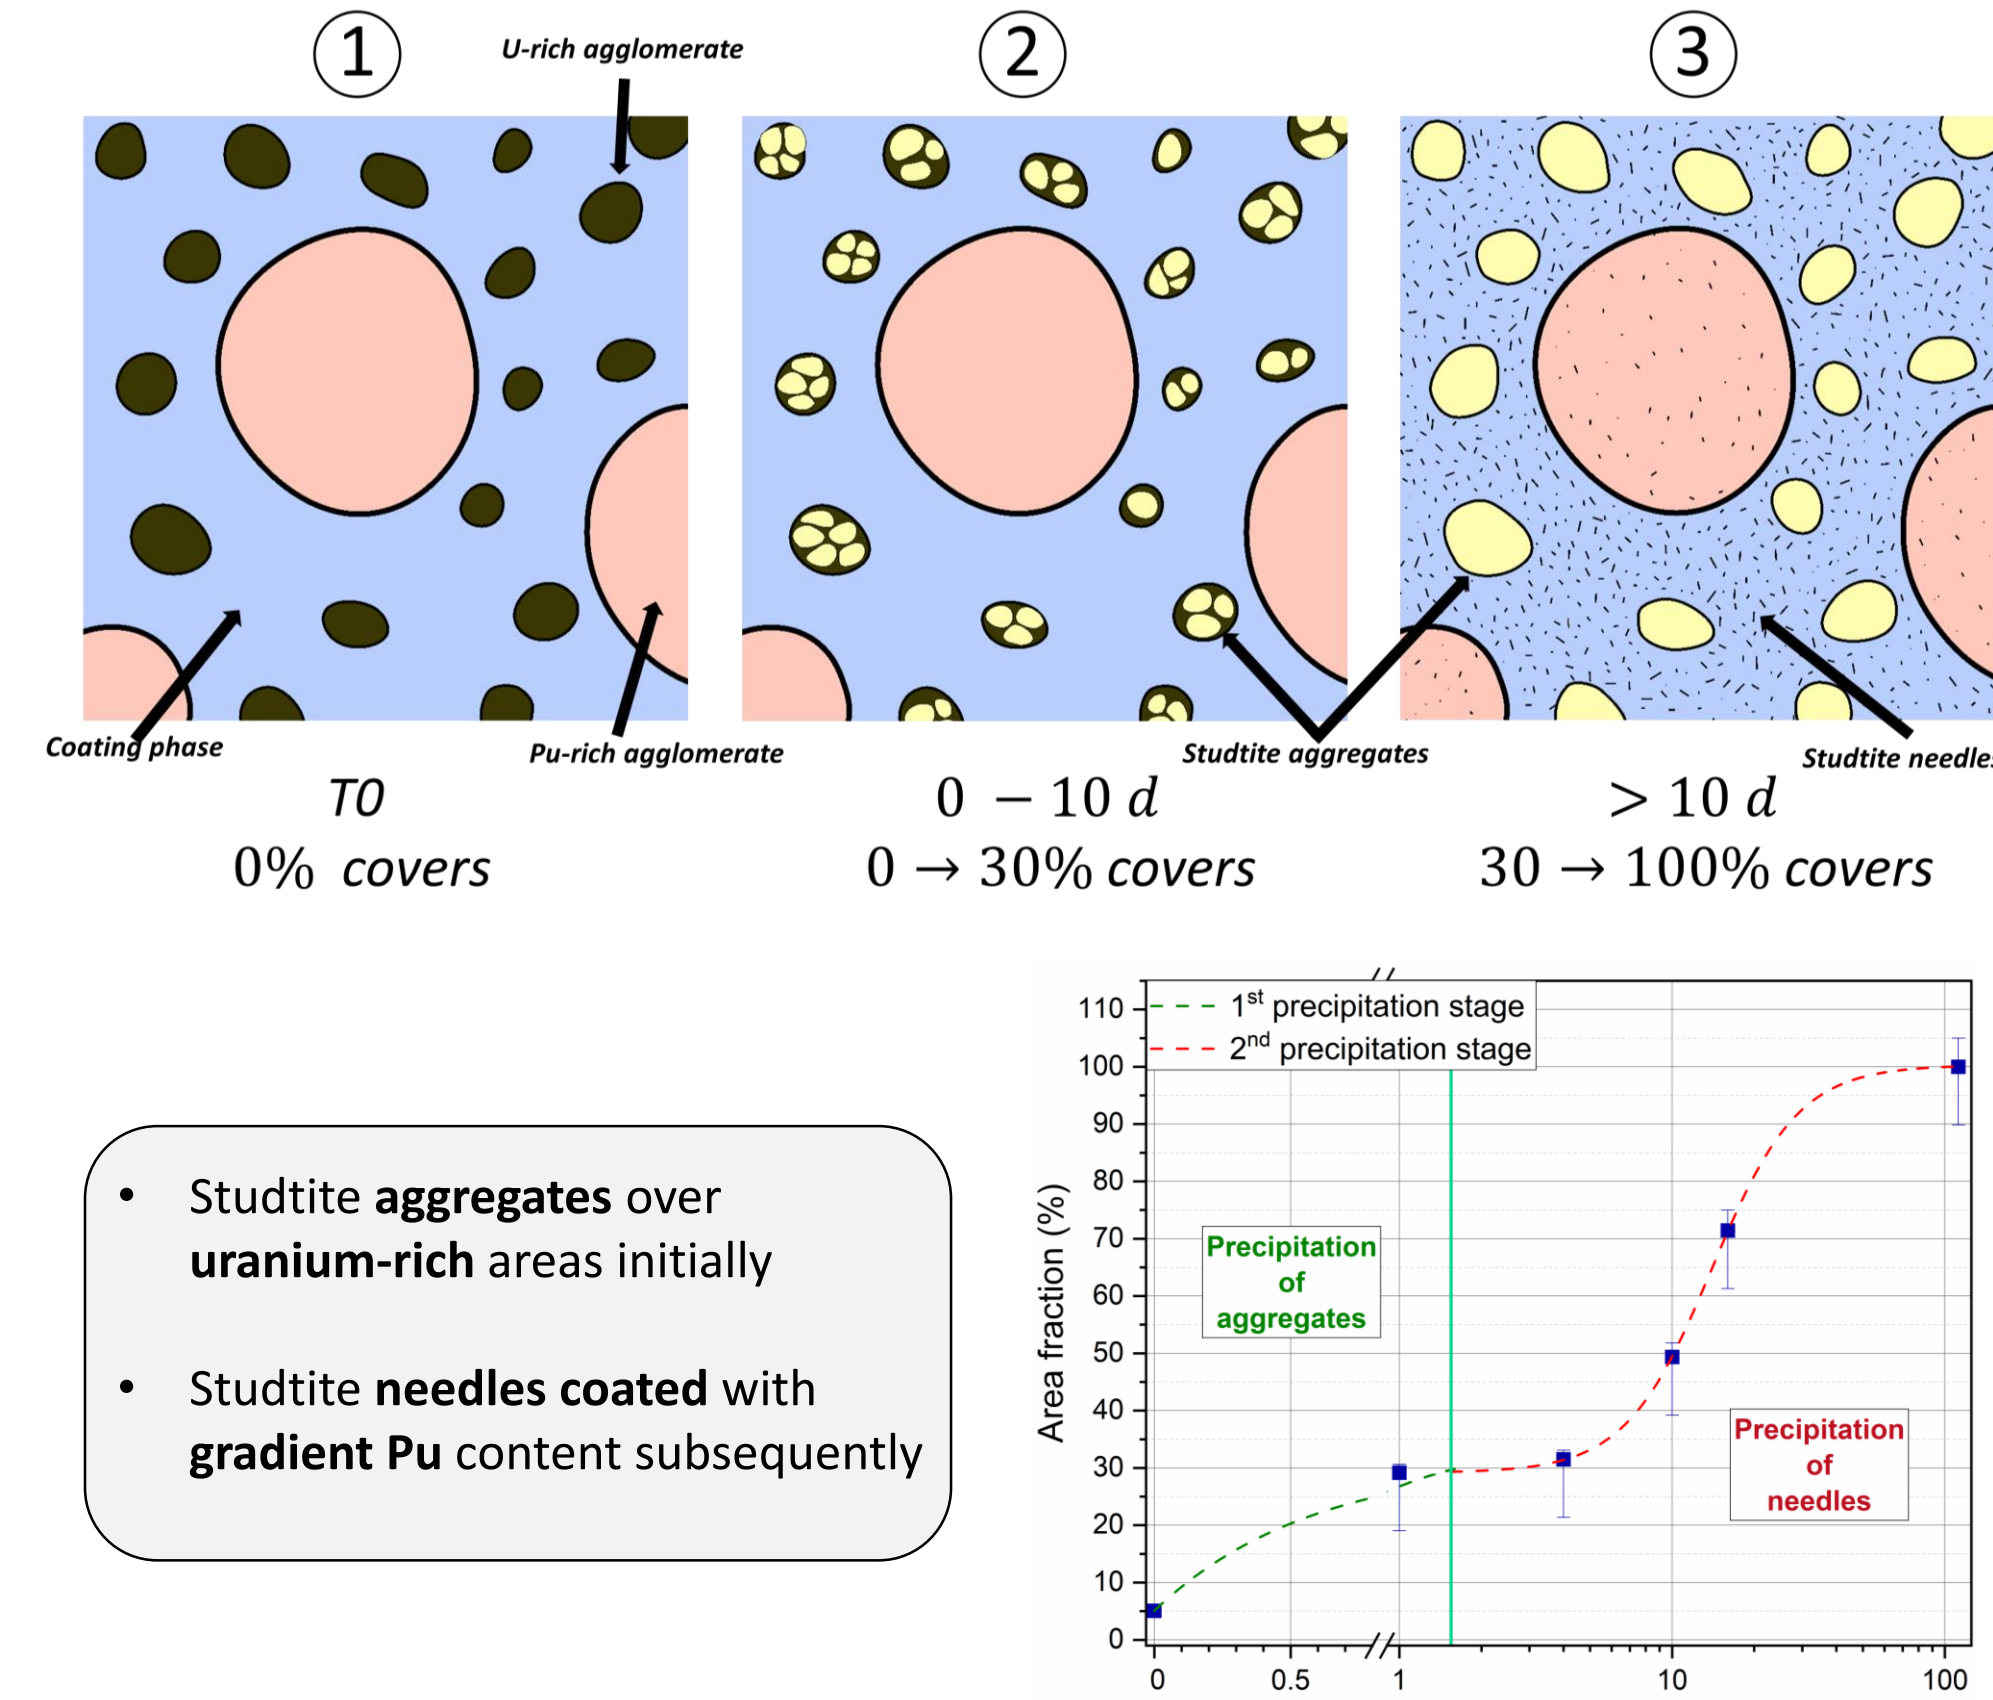 1
2
3
U-rich agglomerate
Coating phase
Pu-rich agglomerate
Studtite aggregates
Studtite needles
T0
0 – 10 d
> 10 d
0% covers
0 → 30% covers
30 → 100% covers
• Studtite aggregates over
uranium-rich areas initially
• Studtite needles coated with
gradient Pu content subsequently
1st precipitation stage
2nd precipitation stage
Area fraction (%)
110
100
90
80
70
60
50
40
30
20
10
0
Precipitation
of
aggregates
Precipitation
of
needles
0 0.5 1 10 100